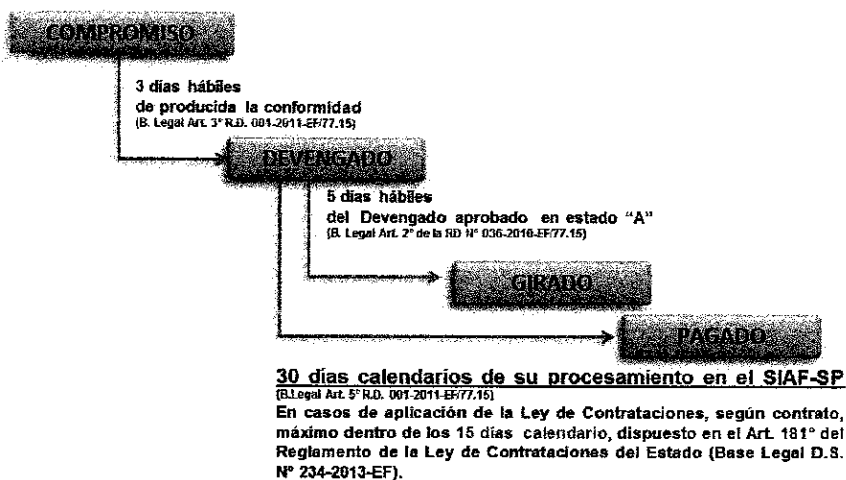 COMPROMISO
3 días hábiles
de producida la conformidad
(B. Legal Art. 3° R.D. 001-2011-EF/77.15)
DEVENGADO
5 días hábiles
del Devengado aprobado en estado “A”
(B. Legal Art. 2° de la RD N° 036-2010-EF/77.15)
GIRADO
PAGADO
30 días calendarios de su procesamiento en el SIAF-SP
(B.Legal Art. 5° R.D. 001-2011-EF/77.15)
En casos de aplicación de la Ley de Contrataciones, según contrato,
máximo dentro de los 15 días calendario, dispuesto en el Art. 181° del
Reglamento de la Ley de Contrataciones del Estado (Base Legal D.S.
N° 234-2013-EF).